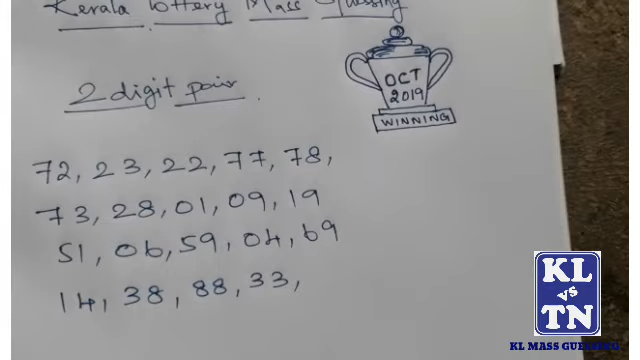 Kerala Lottery Mass Guessing
OCT
2019
WINNING
2 digit pair
72, 23, 22, 77, 78,
73, 28, 01, 09, 19
51, 06, 59, 04, 69
14, 38, 88, 33,
KL
VS
TN
KL MASS GUESSING